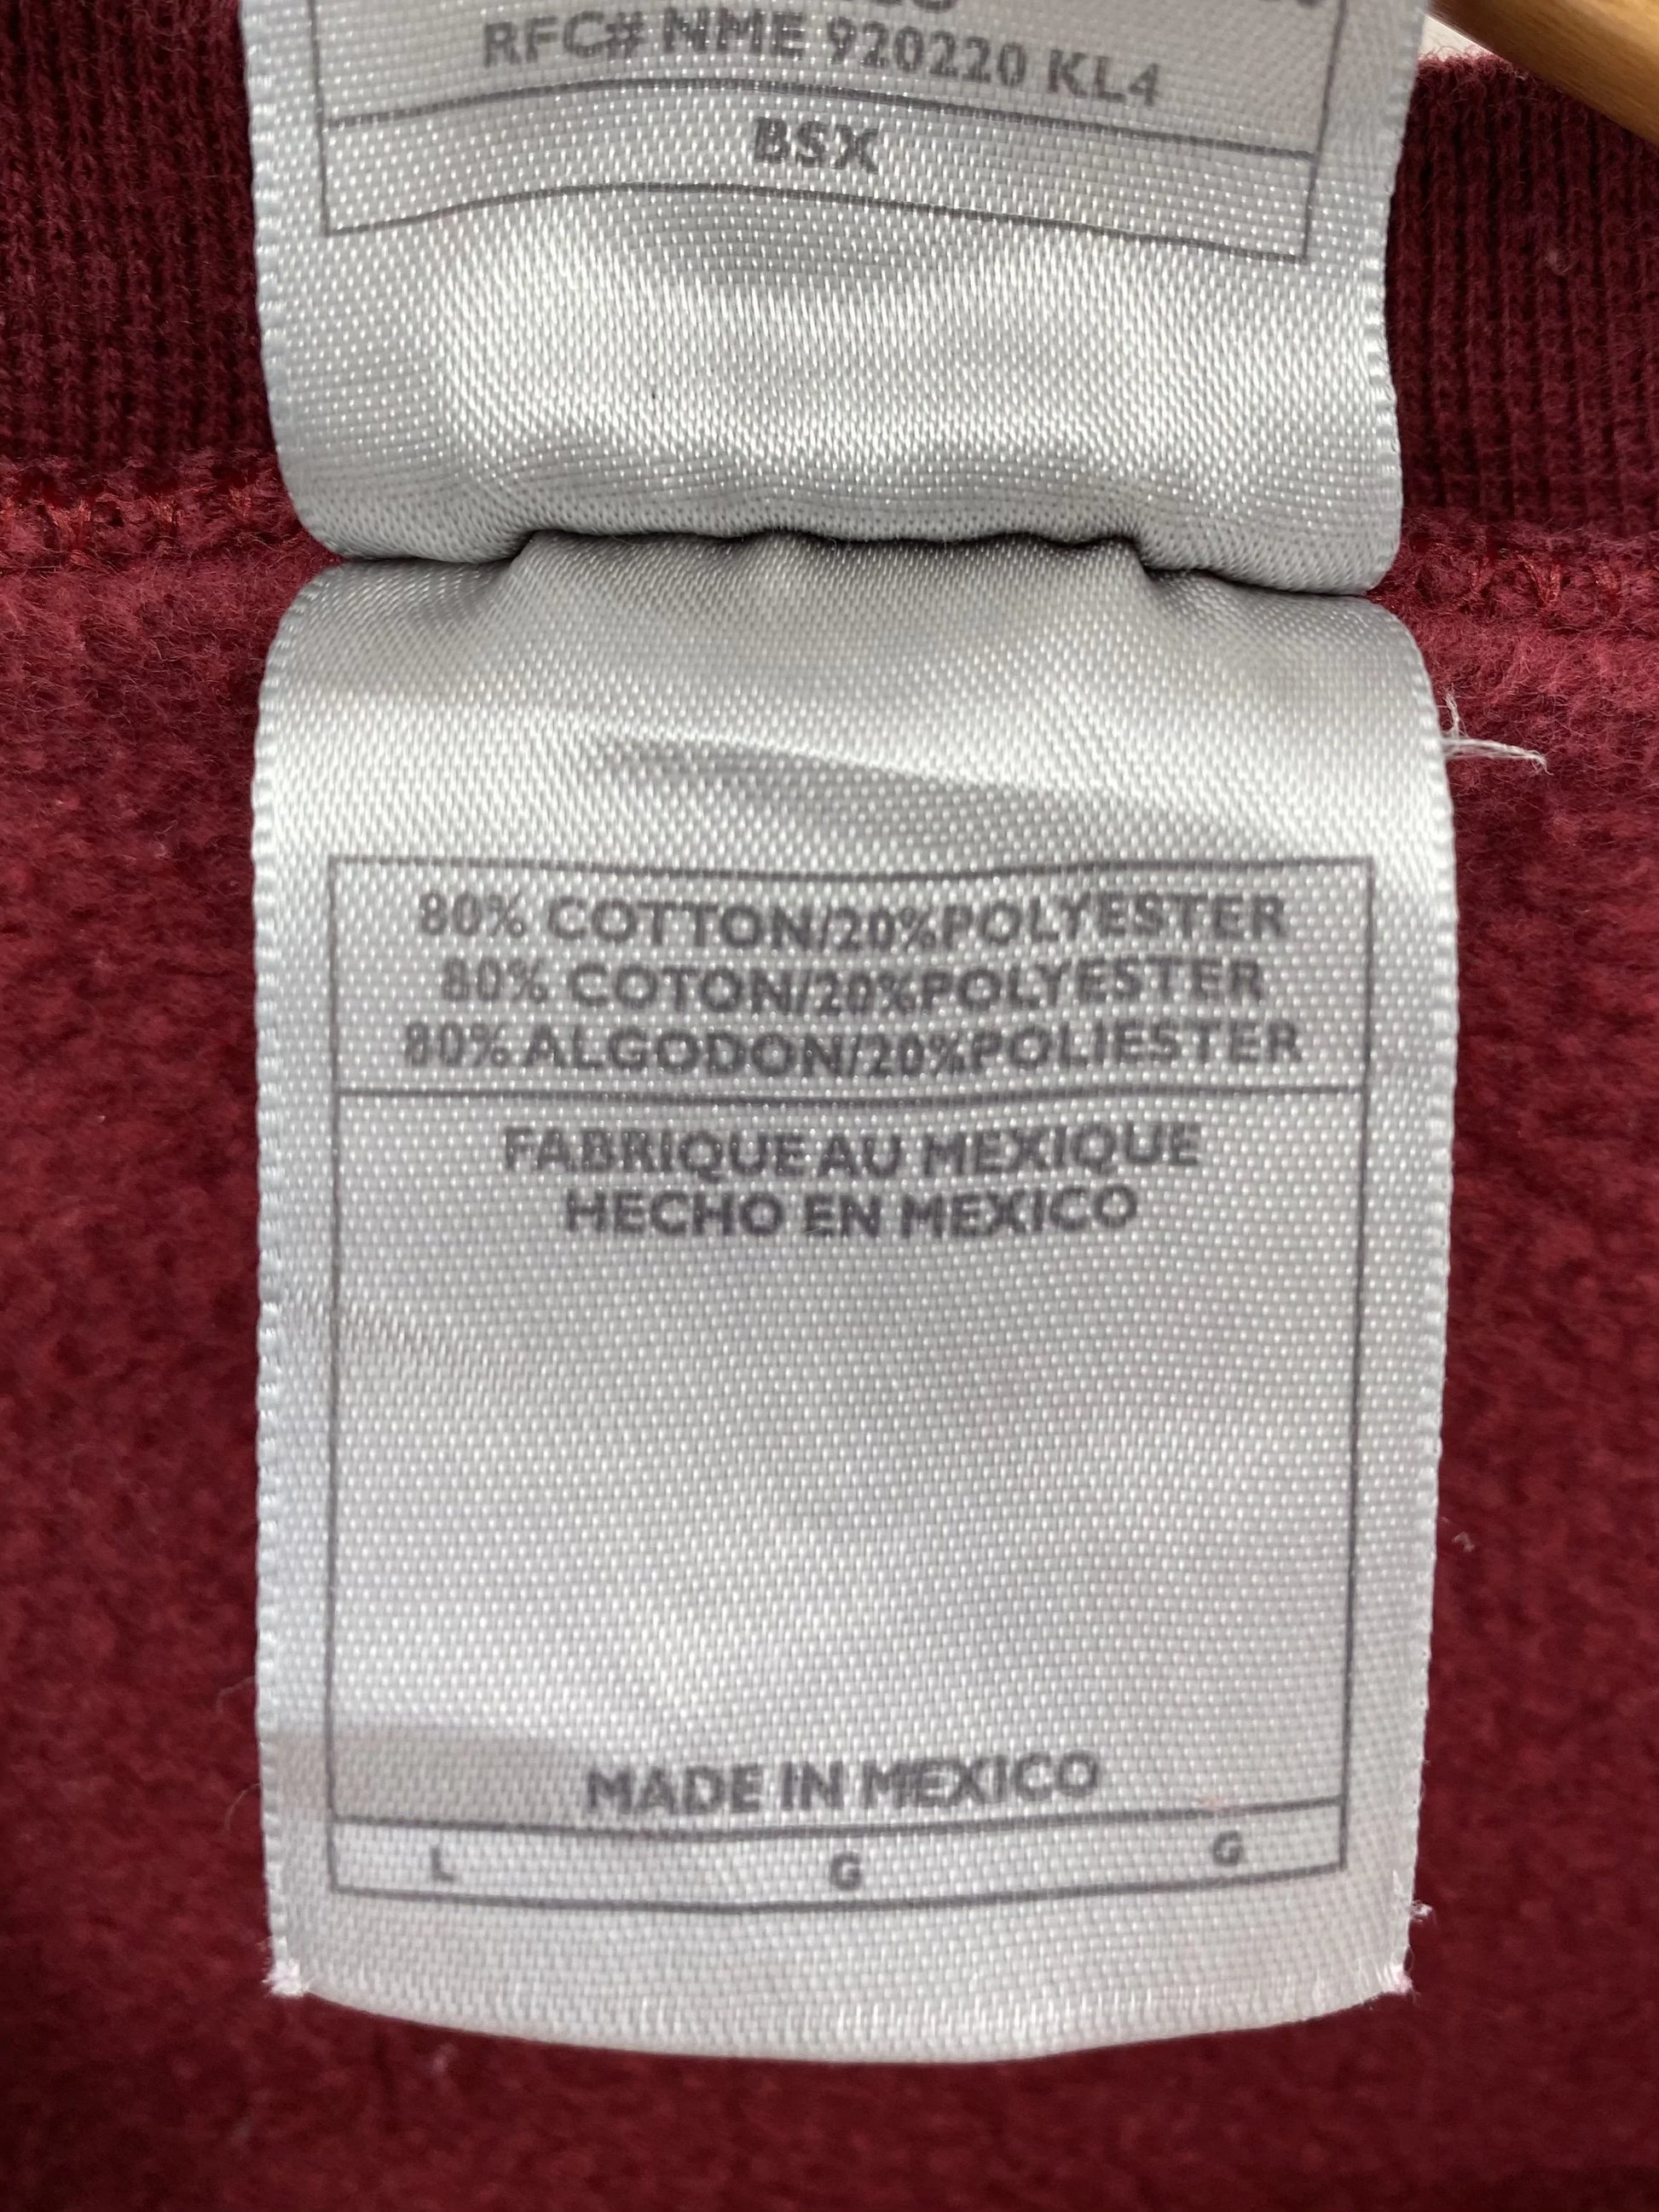 RFC# NME 920220 KL4
BSX
80% COTTON/20%POLYESTER
80% COTON/20%POLYESTER
80% ALGODON/20%POLIESTER
FABRIQUE AU MEXIQUE
HECHO EN MEXICO
MADE IN MEXICO
L G G